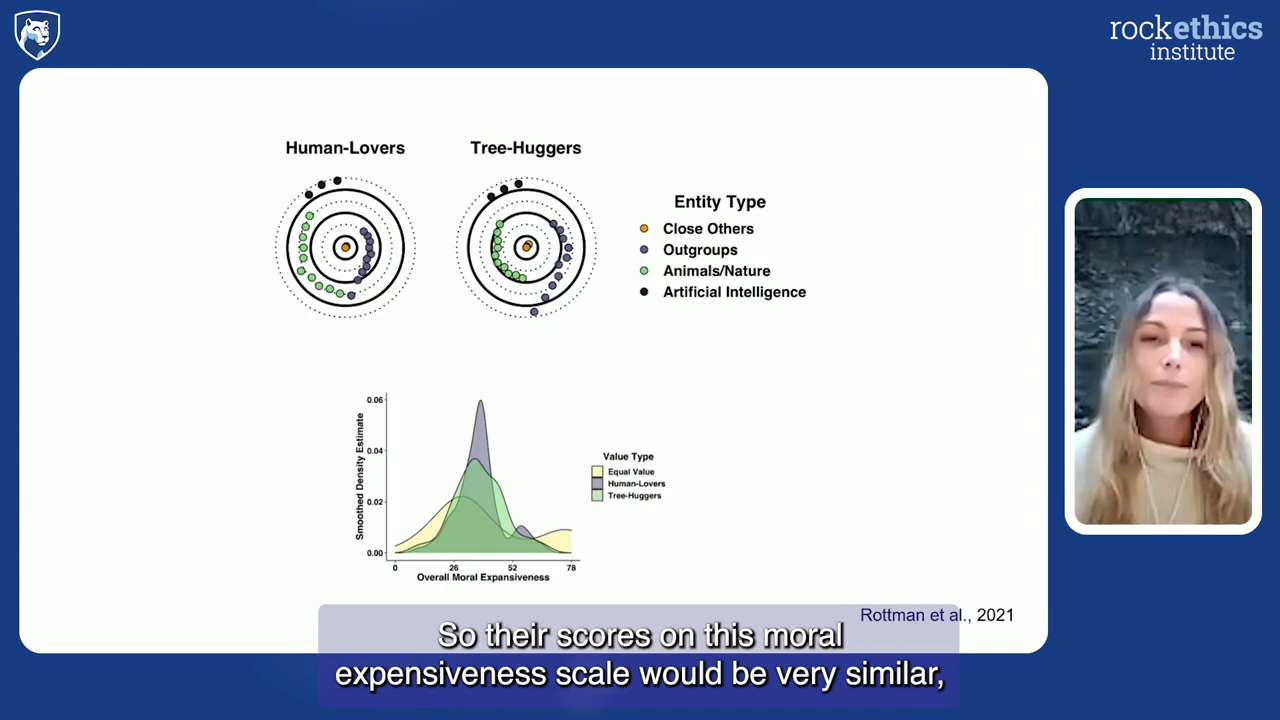 rockethics
institute
Human-Lovers
Tree-Huggers
Entity Type
Close Others
Outgroups
Animals/Nature
Artificial Intelligence
Smoothed Density Estimate
0.06
0.04
0.02
0.00
0
26
52
78
Overall Moral Expansiveness
Value Type
Equal Value
Human-Lovers
Tree-Huggers
Rottman et al., 2021
So their scores on this moral
expensiveness scale would be very similar,